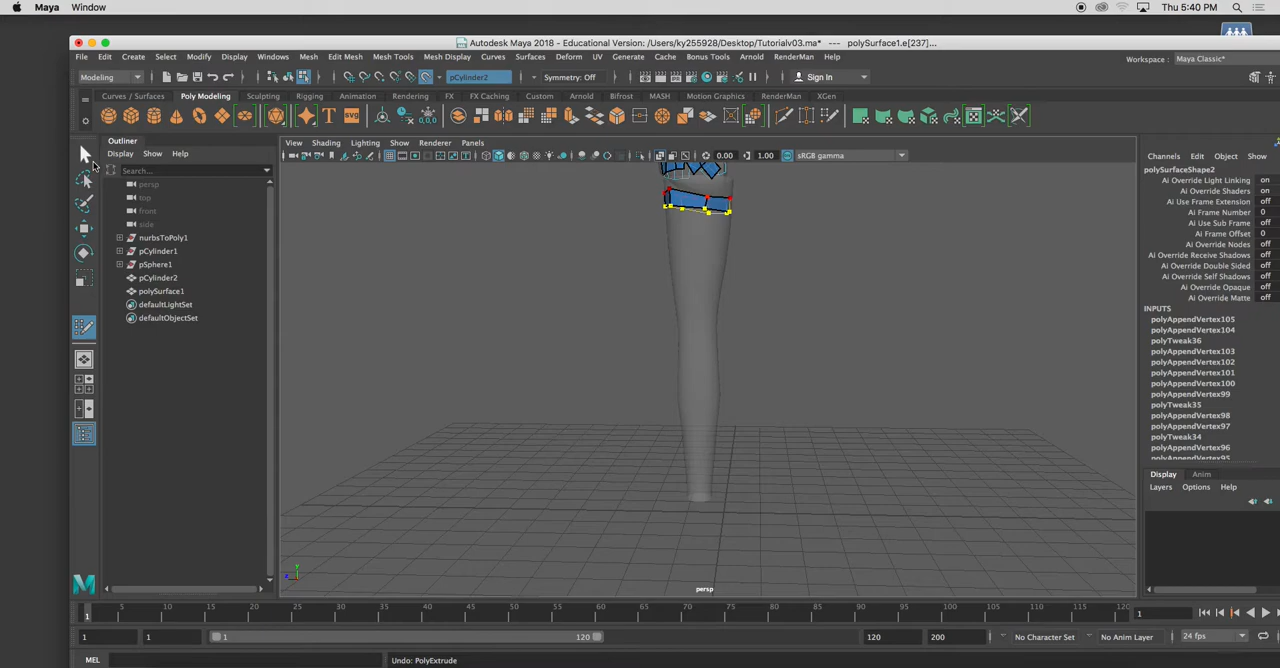 Maya Window Thu 5:40 PM
Autodesk Maya 2018 - Educational Version: /Users/ky255928/Desktop/Tutorialv03.ma* --- polySurface1.e[237]...
File Edit Create Select Modify Display Windows Mesh Edit Mesh Mesh Tools Mesh Display Curves Surfaces Deform UV Generate Cache Bonus Tools Arnold RenderMan Help Workspace: Maya Classic*
Modeling pCylinder2 Symmetry: Off Sign In
Curves / Surfaces Poly Modeling Sculpting Rigging Animation Rendering FX FX Caching Custom Arnold Bifrost MASH Motion Graphics RenderMan XGen
T SVG 0,0,0
Outliner
Display Show Help
Search...
persp
top
front
side
nurbsToPoly1
pCylinder1
pSphere1
pCylinder2
polySurface1
defaultLightSet
defaultObjectSet
View Shading Lighting Show Renderer Panels
0.00 1.00 sRGB gamma
persp
Channels Edit Object Show
polySurfaceShape2
Ai Override Light Linking on
Ai Override Shaders on
Ai Use Frame Extension off
Ai Frame Number 0
Ai Use Sub Frame off
Ai Frame Offset 0
Ai Override Nodes off
Ai Override Receive Shadows off
Ai Override Double Sided off
Ai Override Self Shadows off
Ai Override Opaque off
Ai Override Matte off
INPUTS
polyAppendVertex105
polyAppendVertex104
polyTweak36
polyAppendVertex103
polyAppendVertex102
polyAppendVertex101
polyAppendVertex100
polyAppendVertex99
polyTweak35
polyAppendVertex98
polyAppendVertex97
polyTweak34
polyAppendVertex96
polyAppendVertex95
Display Anim
Layers Options Help
1 5 10 15 20 25 30 35 40 45 50 55 60 65 70 75 80 85 90 95 100 105 110 115 120 1
1 1 1 120 120 200 No Character Set No Anim Layer 24 fps
MEL Undo: PolyExtrude